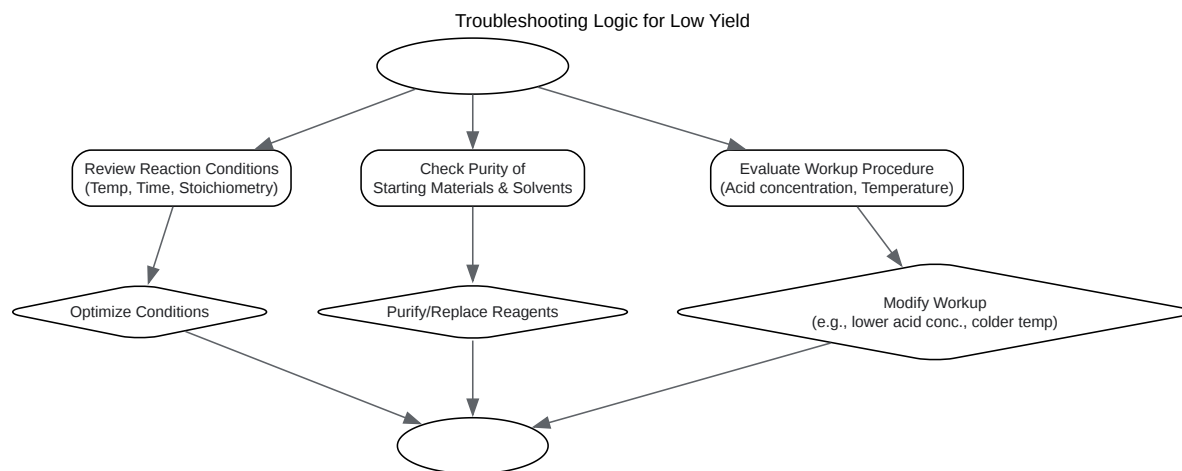 Troubleshooting Logic for Low Yield
Review Reaction Conditions
(Temp, Time, Stoichiometry)
Check Purity of
Starting Materials & Solvents
Evaluate Workup Procedure
(Acid concentration, Temperature)
Optimize Conditions
Purify/Replace Reagents
Modify Workup
(e.g., lower acid conc., colder temp)